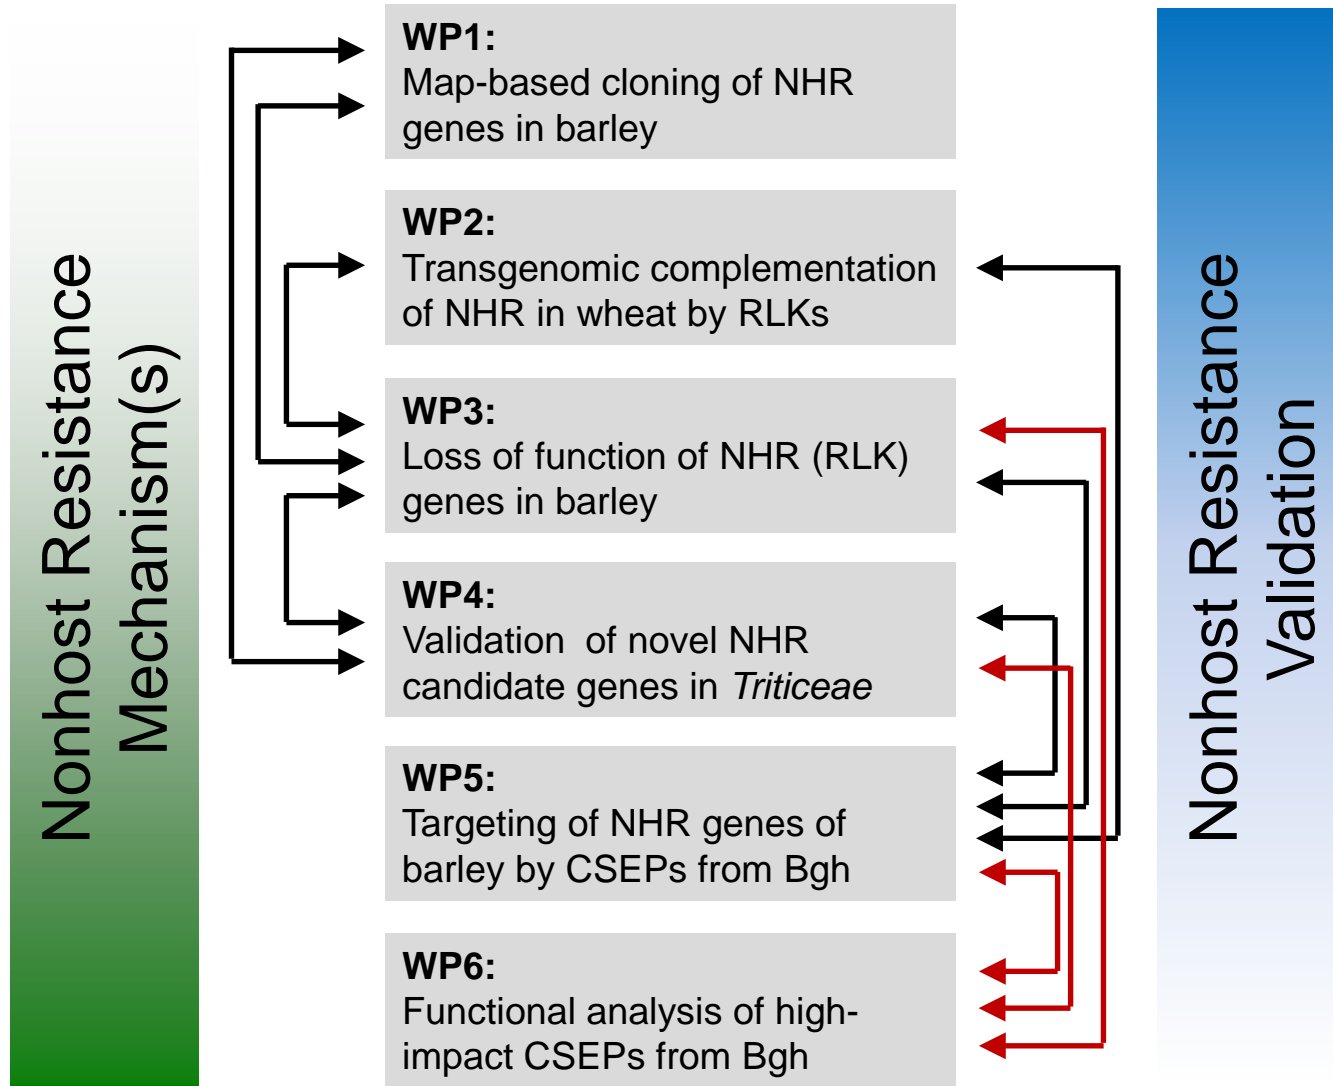 Nonhost Resistance
Mechanism(s)
WP1:
Map-based cloning of NHR
genes in barley
WP2:
Transgenomic complementation
of NHR in wheat by RLKs
WP3:
Loss of function of NHR (RLK)
genes in barley
WP4:
Validation  of novel NHR
candidate genes in Triticeae
WP5:
Targeting of NHR genes of
barley by CSEPs from Bgh
WP6:
Functional analysis of high-
impact CSEPs from Bgh
Nonhost Resistance
Validation